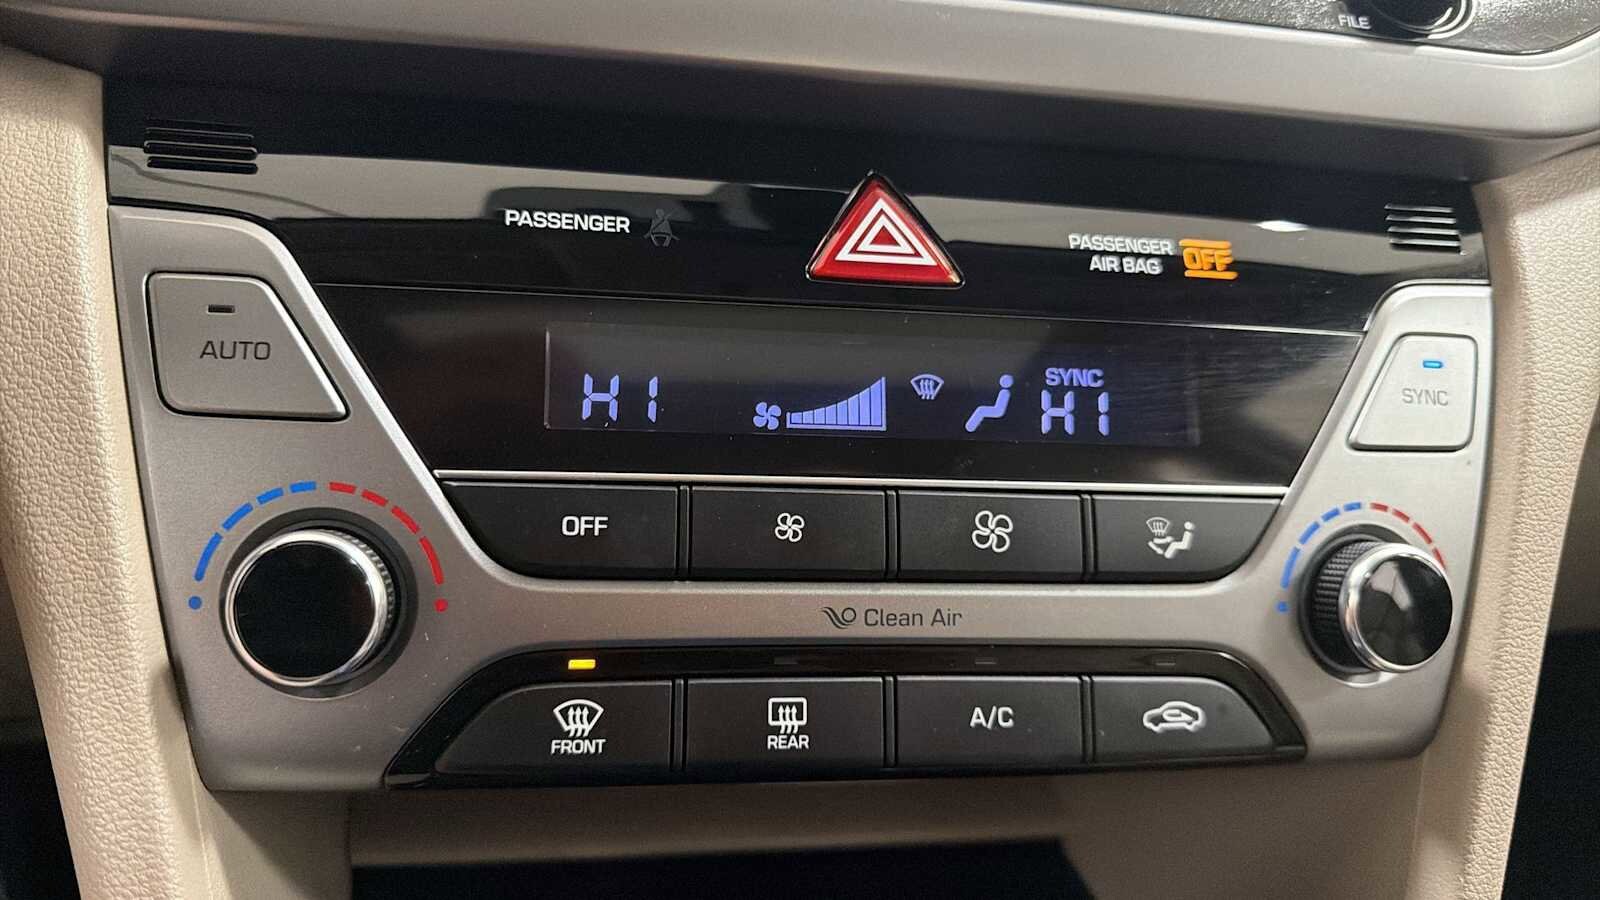 FILE
PASSENGER
PASSENGER
AIR BAG
OFF
AUTO
HI
SYNC
HI
SYNC
OFF
Clean Air
FRONT
REAR
A/C